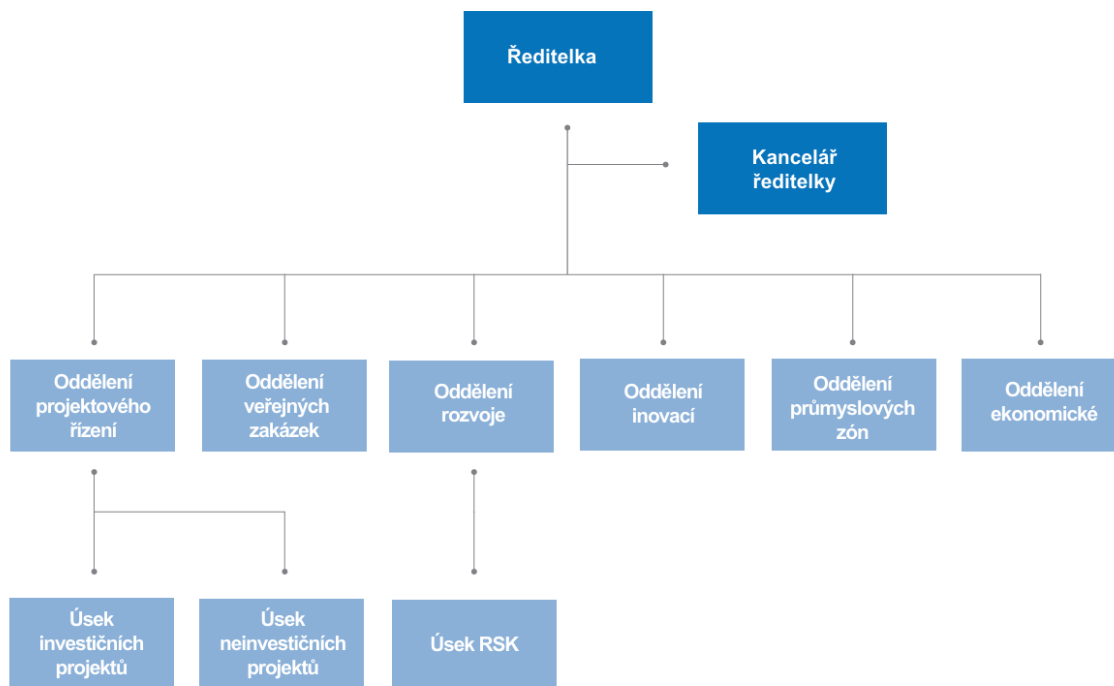 Ředitelka
Kancelář
ředitelky
Oddělení
projektového
řízení
Oddělení
veřejných
zakázek
Oddělení
rozvoje
Oddělení
inovací
Oddělení
průmyslových
zón
Oddělení
ekonomické
Úsek
investičních
projektů
Úsek
neinvestičních
projektů
Úsek RSK